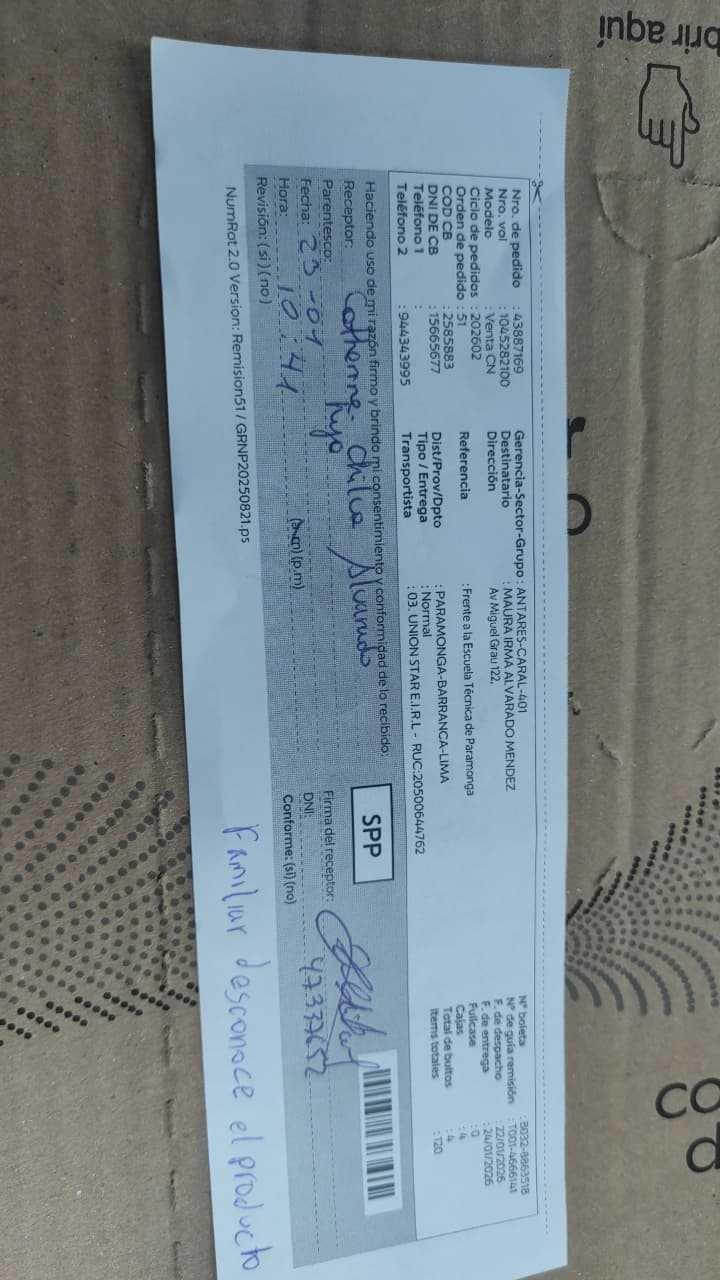 brir aquí
Nro. de pedido : 43887169
Nro. vol : 1045282100
Modelo : Venta CN
Ciclo de pedidos : 202602
Orden de pedido : 51
COD CB : 2585883
DNI DE CB : 15665677
Teléfono 1 :
Teléfono 2 : 944343995
Gerencia-Sector-Grupo : ANTARES-CARAL-401
Destinatario : MAURA IRMA ALVARADO MENDEZ
Dirección Av Miguel Grau 122,
Referencia : Frente a la Escuela Técnica de Paramonga
Dist/Prov/Dpto : PARAMONGA-BARRANCA-LIMA
Tipo / Entrega : Normal
Transportista : 03. UNION STAR E.I.R.L - RUC:20500644762
N° boleta : B032-8863518
N° de guía remisión : T001-4666141
F. de despacho : 22/01/2026
F. de entrega : 24/01/2026
Fullcase : 0
Cajas : 4
Total de bultos : 4
Items totales : 120
Haciendo uso de mi razón firmo y brindo mi consentimiento y conformidad de lo recibido:
SPP
Receptor: Catherine Chilca Alvarado
Parentesco: hija
Fecha: 23-01
Hora: 10:41 (a.m) (p.m)
Revisión: (si) (no)
Firma del receptor:
DNI: 47337652
Conforme: (sí) (no)
NumRot 2.0 Version: Remision51 / GRNP20250821.ps
Familiar desconoce el producto
co
d